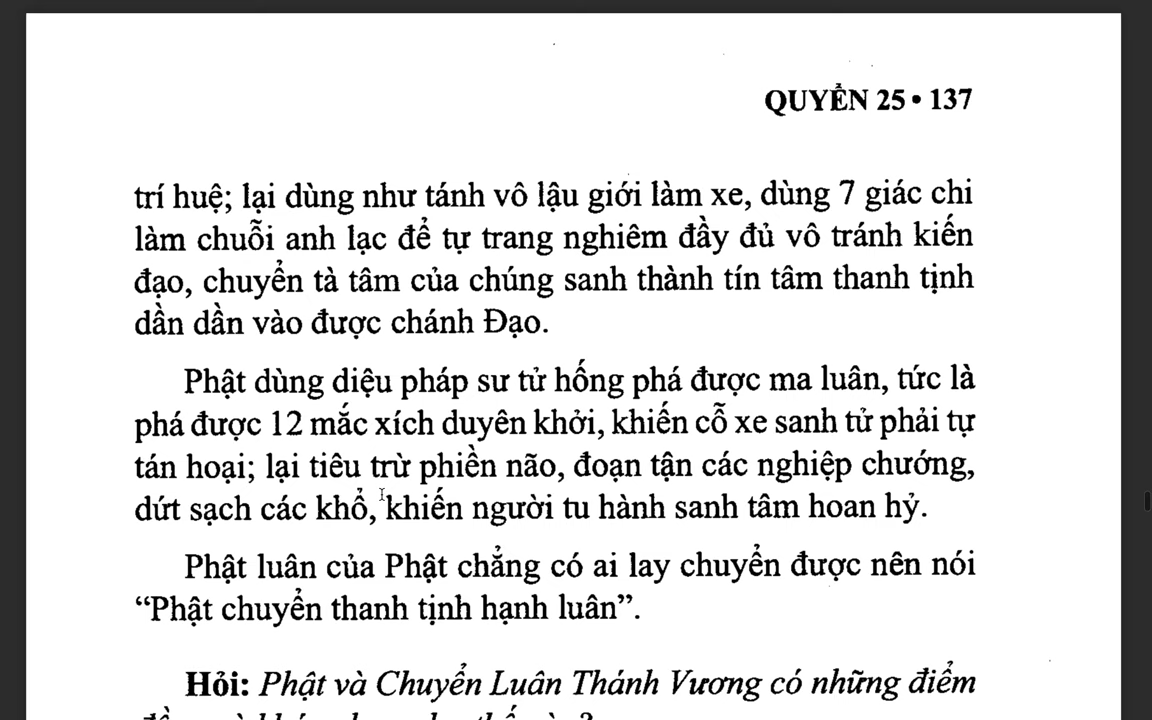 QUYỂN 25 • 137
trí huệ; lại dùng như tánh vô lậu giới làm xe, dùng 7 giác chi
làm chuỗi anh lạc để tự trang nghiêm đầy đủ vô tránh kiến
đạo, chuyển tà tâm của chúng sanh thành tín tâm thanh tịnh
dần dần vào được chánh Đạo.
Phật dùng diệu pháp sư tử hống phá được ma luân, tức là
phá được 12 mắc xích duyên khởi, khiến cỗ xe sanh tử phải tự
tán hoại; lại tiêu trừ phiền não, đoạn tận các nghiệp chướng,
dứt sạch các khổ, khiến người tu hành sanh tâm hoan hỷ.
Phật luân của Phật chẳng có ai lay chuyển được nên nói
“Phật chuyển thanh tịnh hạnh luân”.
Hỏi: Phật và Chuyển Luân Thánh Vương có những điểm